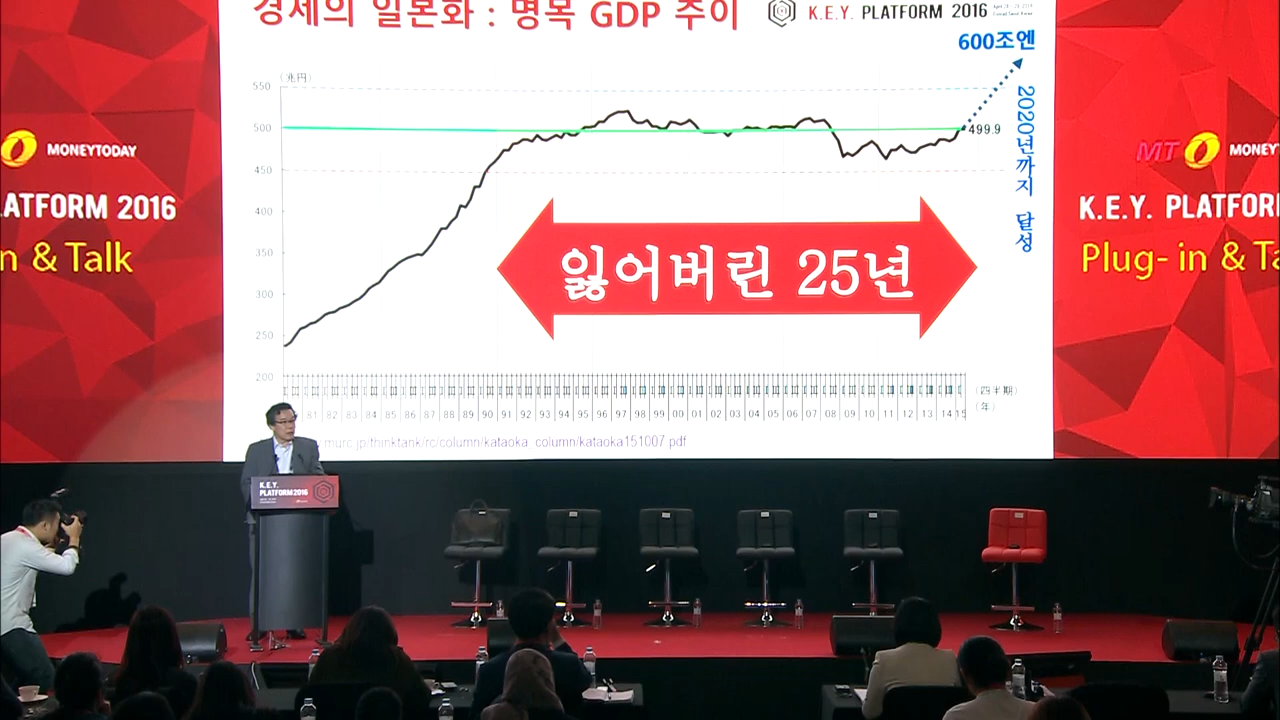 경제의 일본화 : 명목 GDP 추이
K.E.Y. PLATFORM 2016
600조엔
2020년까지 달성
(兆円)
550
500
450
400
350
300
250
200
499.9
잃어버린 25년
(四半期)
81 82 83 84 85 86 87 88 89 90 91 92 93 94 95 96 97 98 99 00 01 02 03 04 05 06 07 08 09 10 11 12 13 14 15
(年)
murc.jp/thinktank/rc/column/kataoka_column/kataoka151007.pdf
MONEYTODAY
LATFORM 2016
n & Talk
MT
MONEY
K.E.Y. PLATFOR
Plug-in & Ta
K.E.Y.
PLATFORM2016